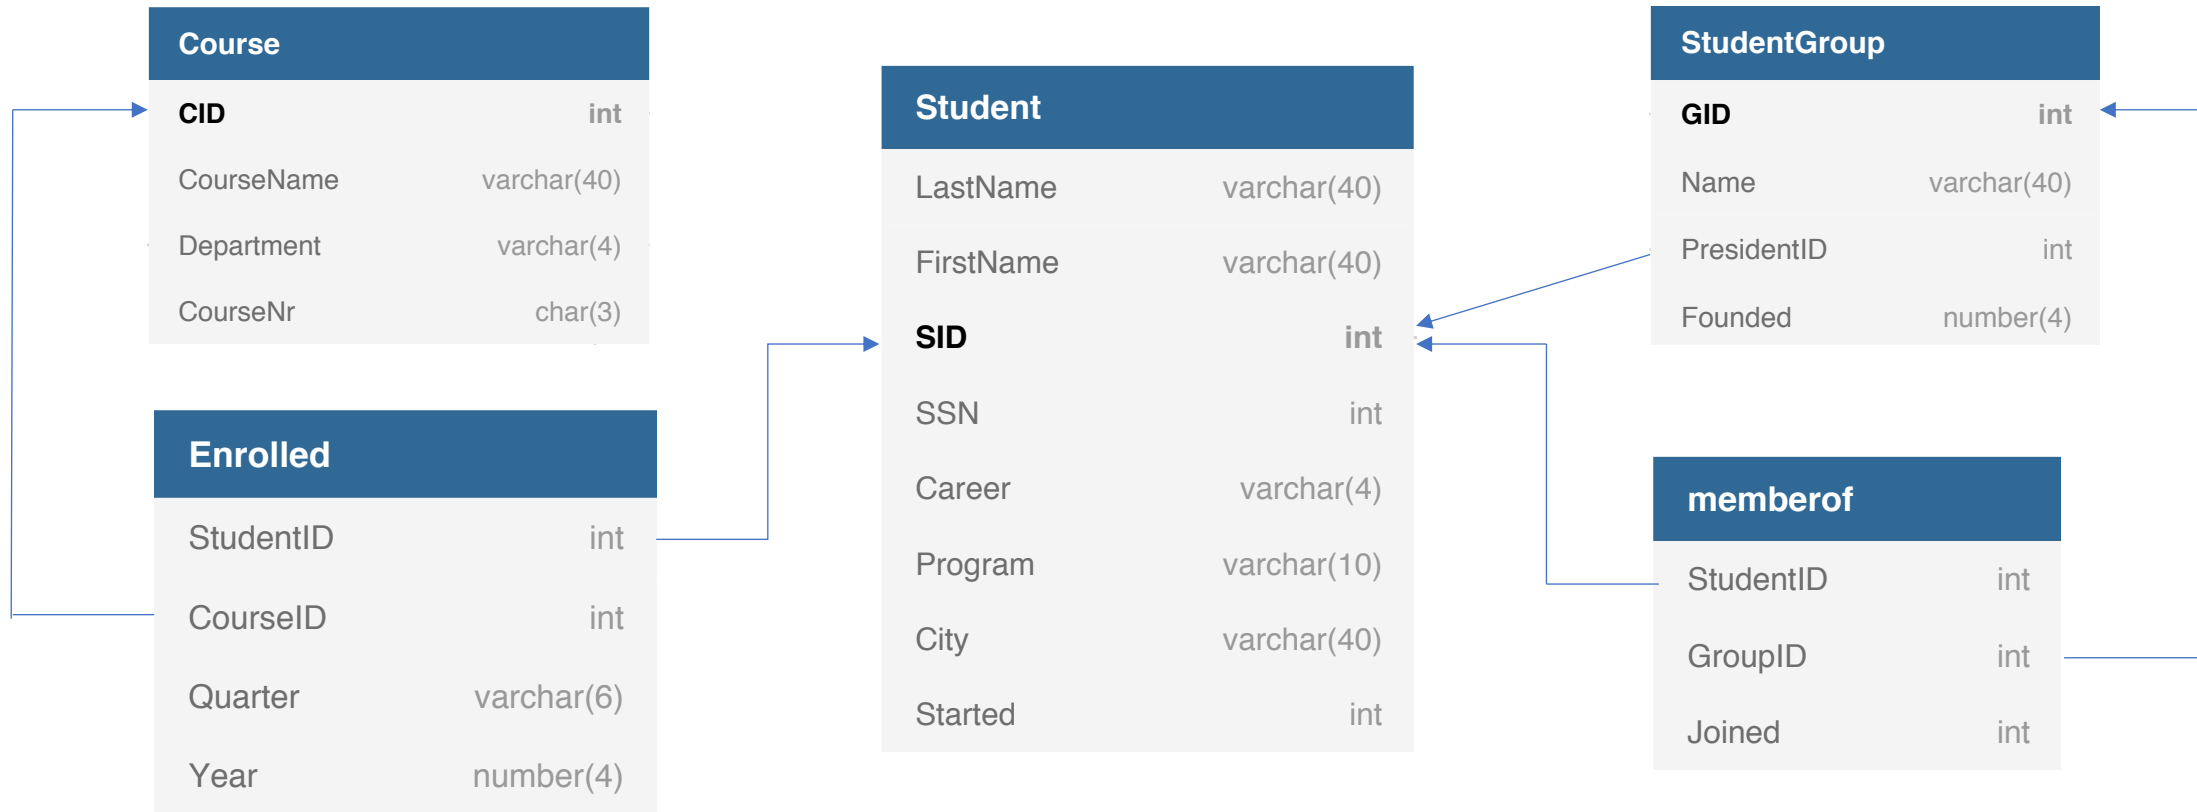 Course
CID int
CourseName varchar(40)
Department varchar(4)
CourseNr char(3)
Enrolled
StudentID int
CourseID int
Quarter varchar(6)
Year number(4)
Student
LastName varchar(40)
FirstName varchar(40)
SID int
SSN int
Career varchar(4)
Program varchar(10)
City varchar(40)
Started int
StudentGroup
GID int
Name varchar(40)
PresidentID int
Founded number(4)
memberof
StudentID int
GroupID int
Joined int